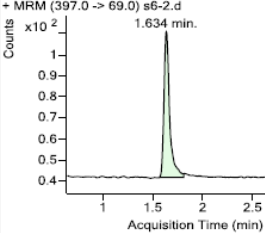 + MRM (397.0 -> 69.0) s6-2.d
Counts
x10 2
1.634 min.
1
0.9
0.8
0.7
0.6
0.5
0.4
1
1.5
2
2.5
Acquisition Time (min)